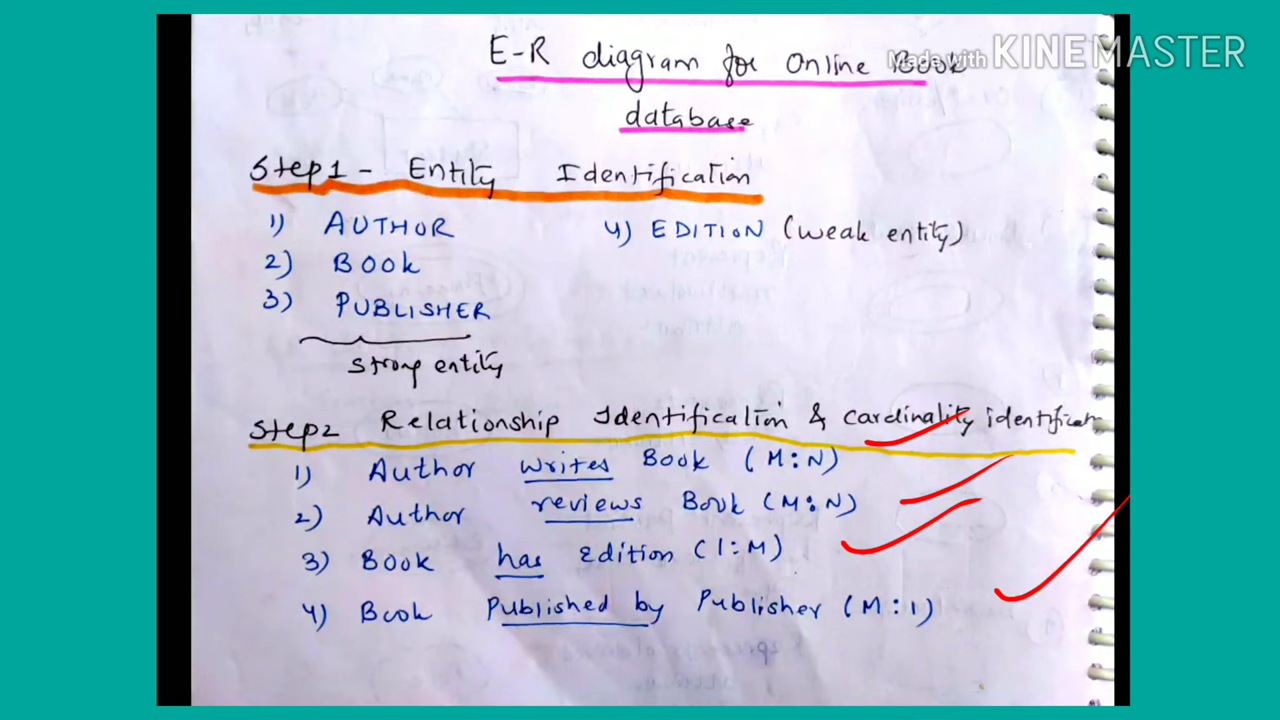 E-R diagram for Online Book
Made with KINEMASTER
database
Step1 - Entity Identification
1) AUTHOR
2) BOOK
3) PUBLISHER
strong entity
4) EDITION (weak entity)
Step2 Relationship Identification & cardinality identificat
1) Author writes Book (M:N)
2) Author reviews Book (M:N)
3) Book has Edition (1:M)
4) Book Published by Publisher (M:1)